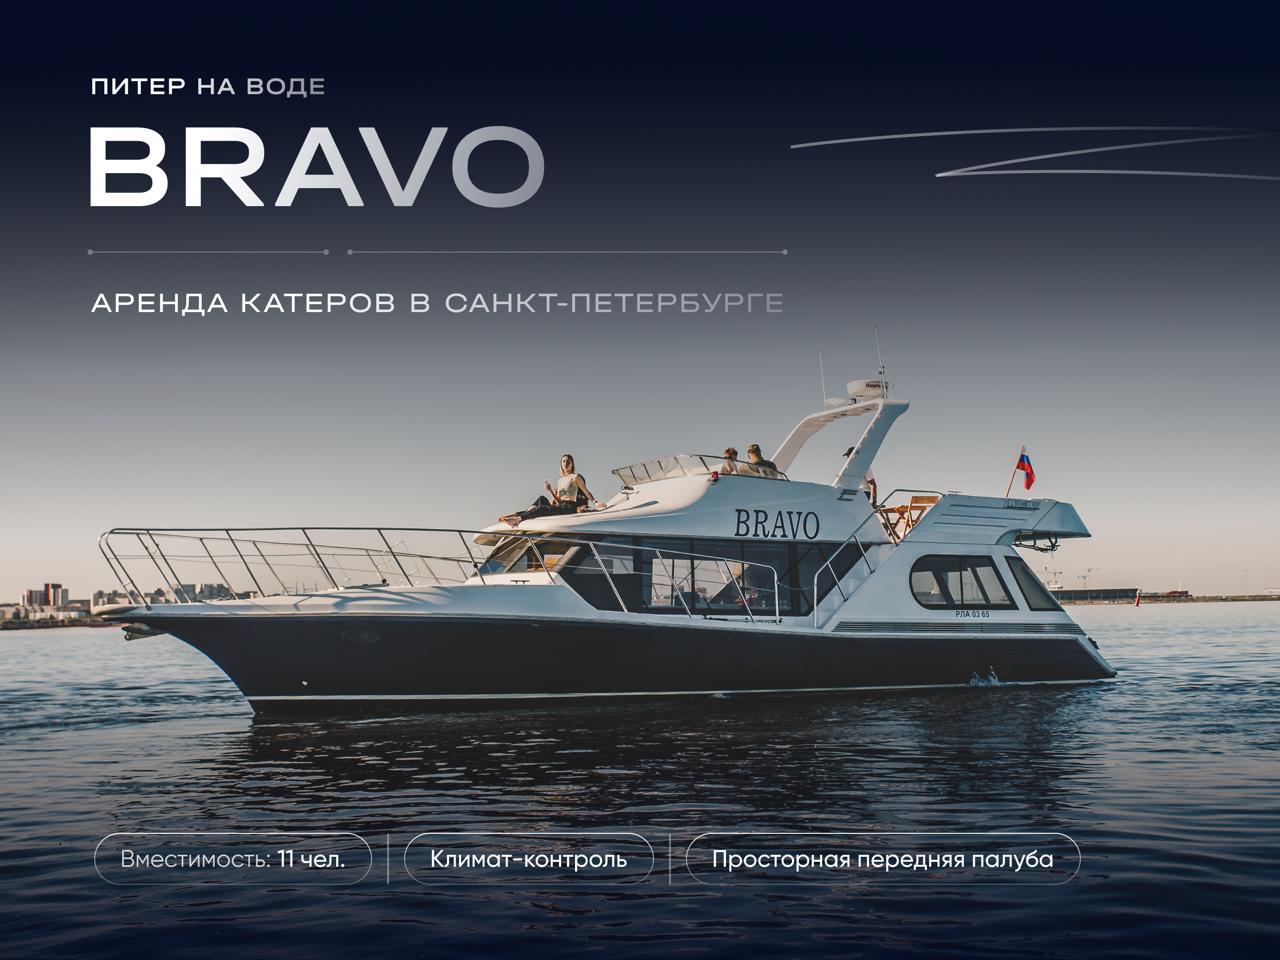 ПИТЕР НА ВОДЕ
BRAVO
АРЕНДА КАТЕРОВ В САНКТ-ПЕТЕРБУРГЕ
BRAVO
РЛА 03 65
Вместимость: 11 чел.
Климат-контроль
Просторная передняя палуба